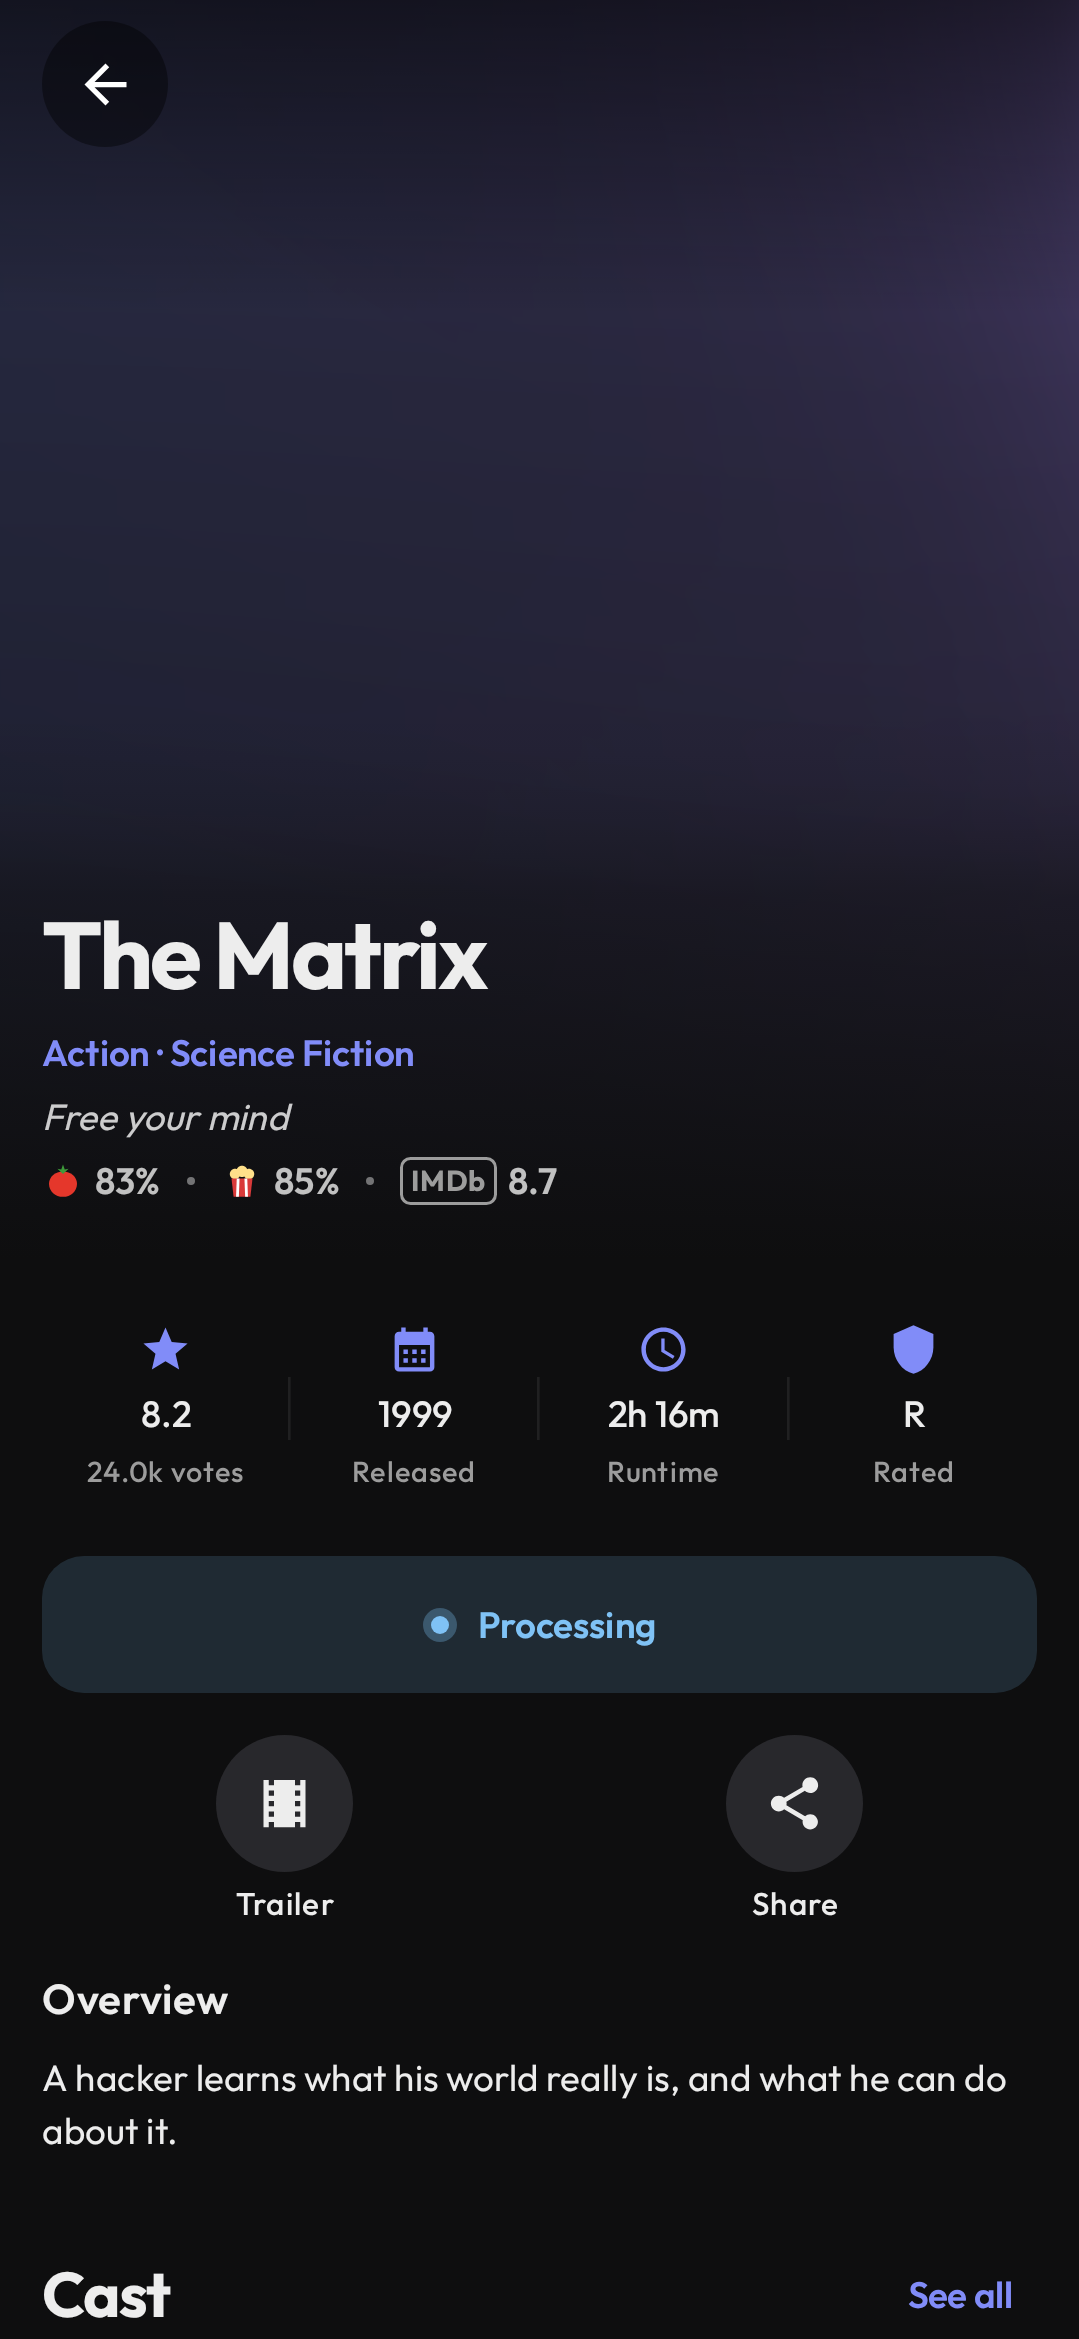 The Matrix
Action · Science Fiction
Free your mind
83% • 85% • IMDb 8.7
8.2 1999 2h 16m R
24.0k votes Released Runtime Rated
Processing
Trailer Share
Overview
A hacker learns what his world really is, and what he can do
about it.
Cast See all